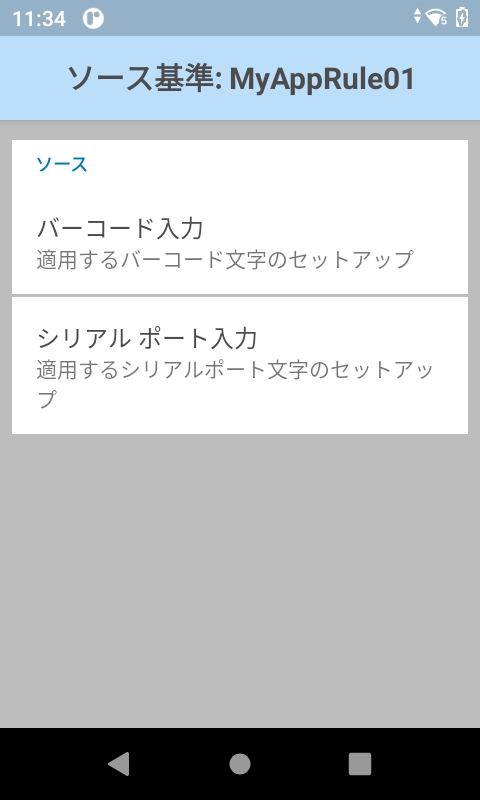 11:34
ソース基準: MyAppRule01
ソース
バーコード入力
適用するバーコード文字のセットアップ
シリアル ポート入力
適用するシリアルポート文字のセットアッ
プ